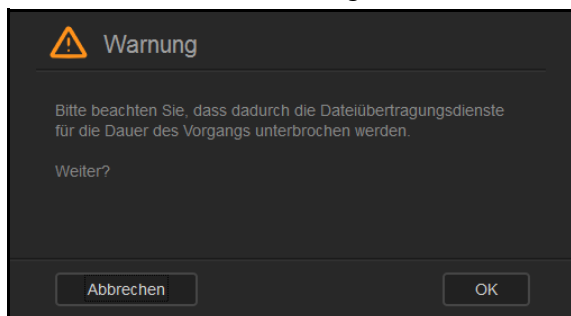 Warnung
Bitte beachten Sie, dass dadurch die Dateiübertragungsdienste
für die Dauer des Vorgangs unterbrochen werden.
Weiter?
Abbrechen
OK